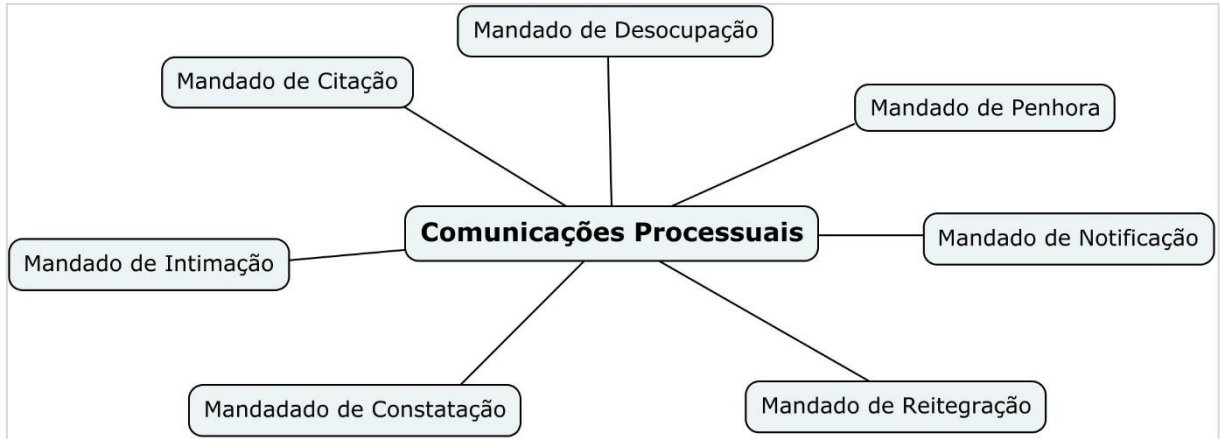 Mandado de Desocupação
Mandado de Citação
Mandado de Penhora
Comunicações Processuais
Mandado de Notificação
Mandado de Intimação
Mandadado de Constatação
Mandado de Reitegração